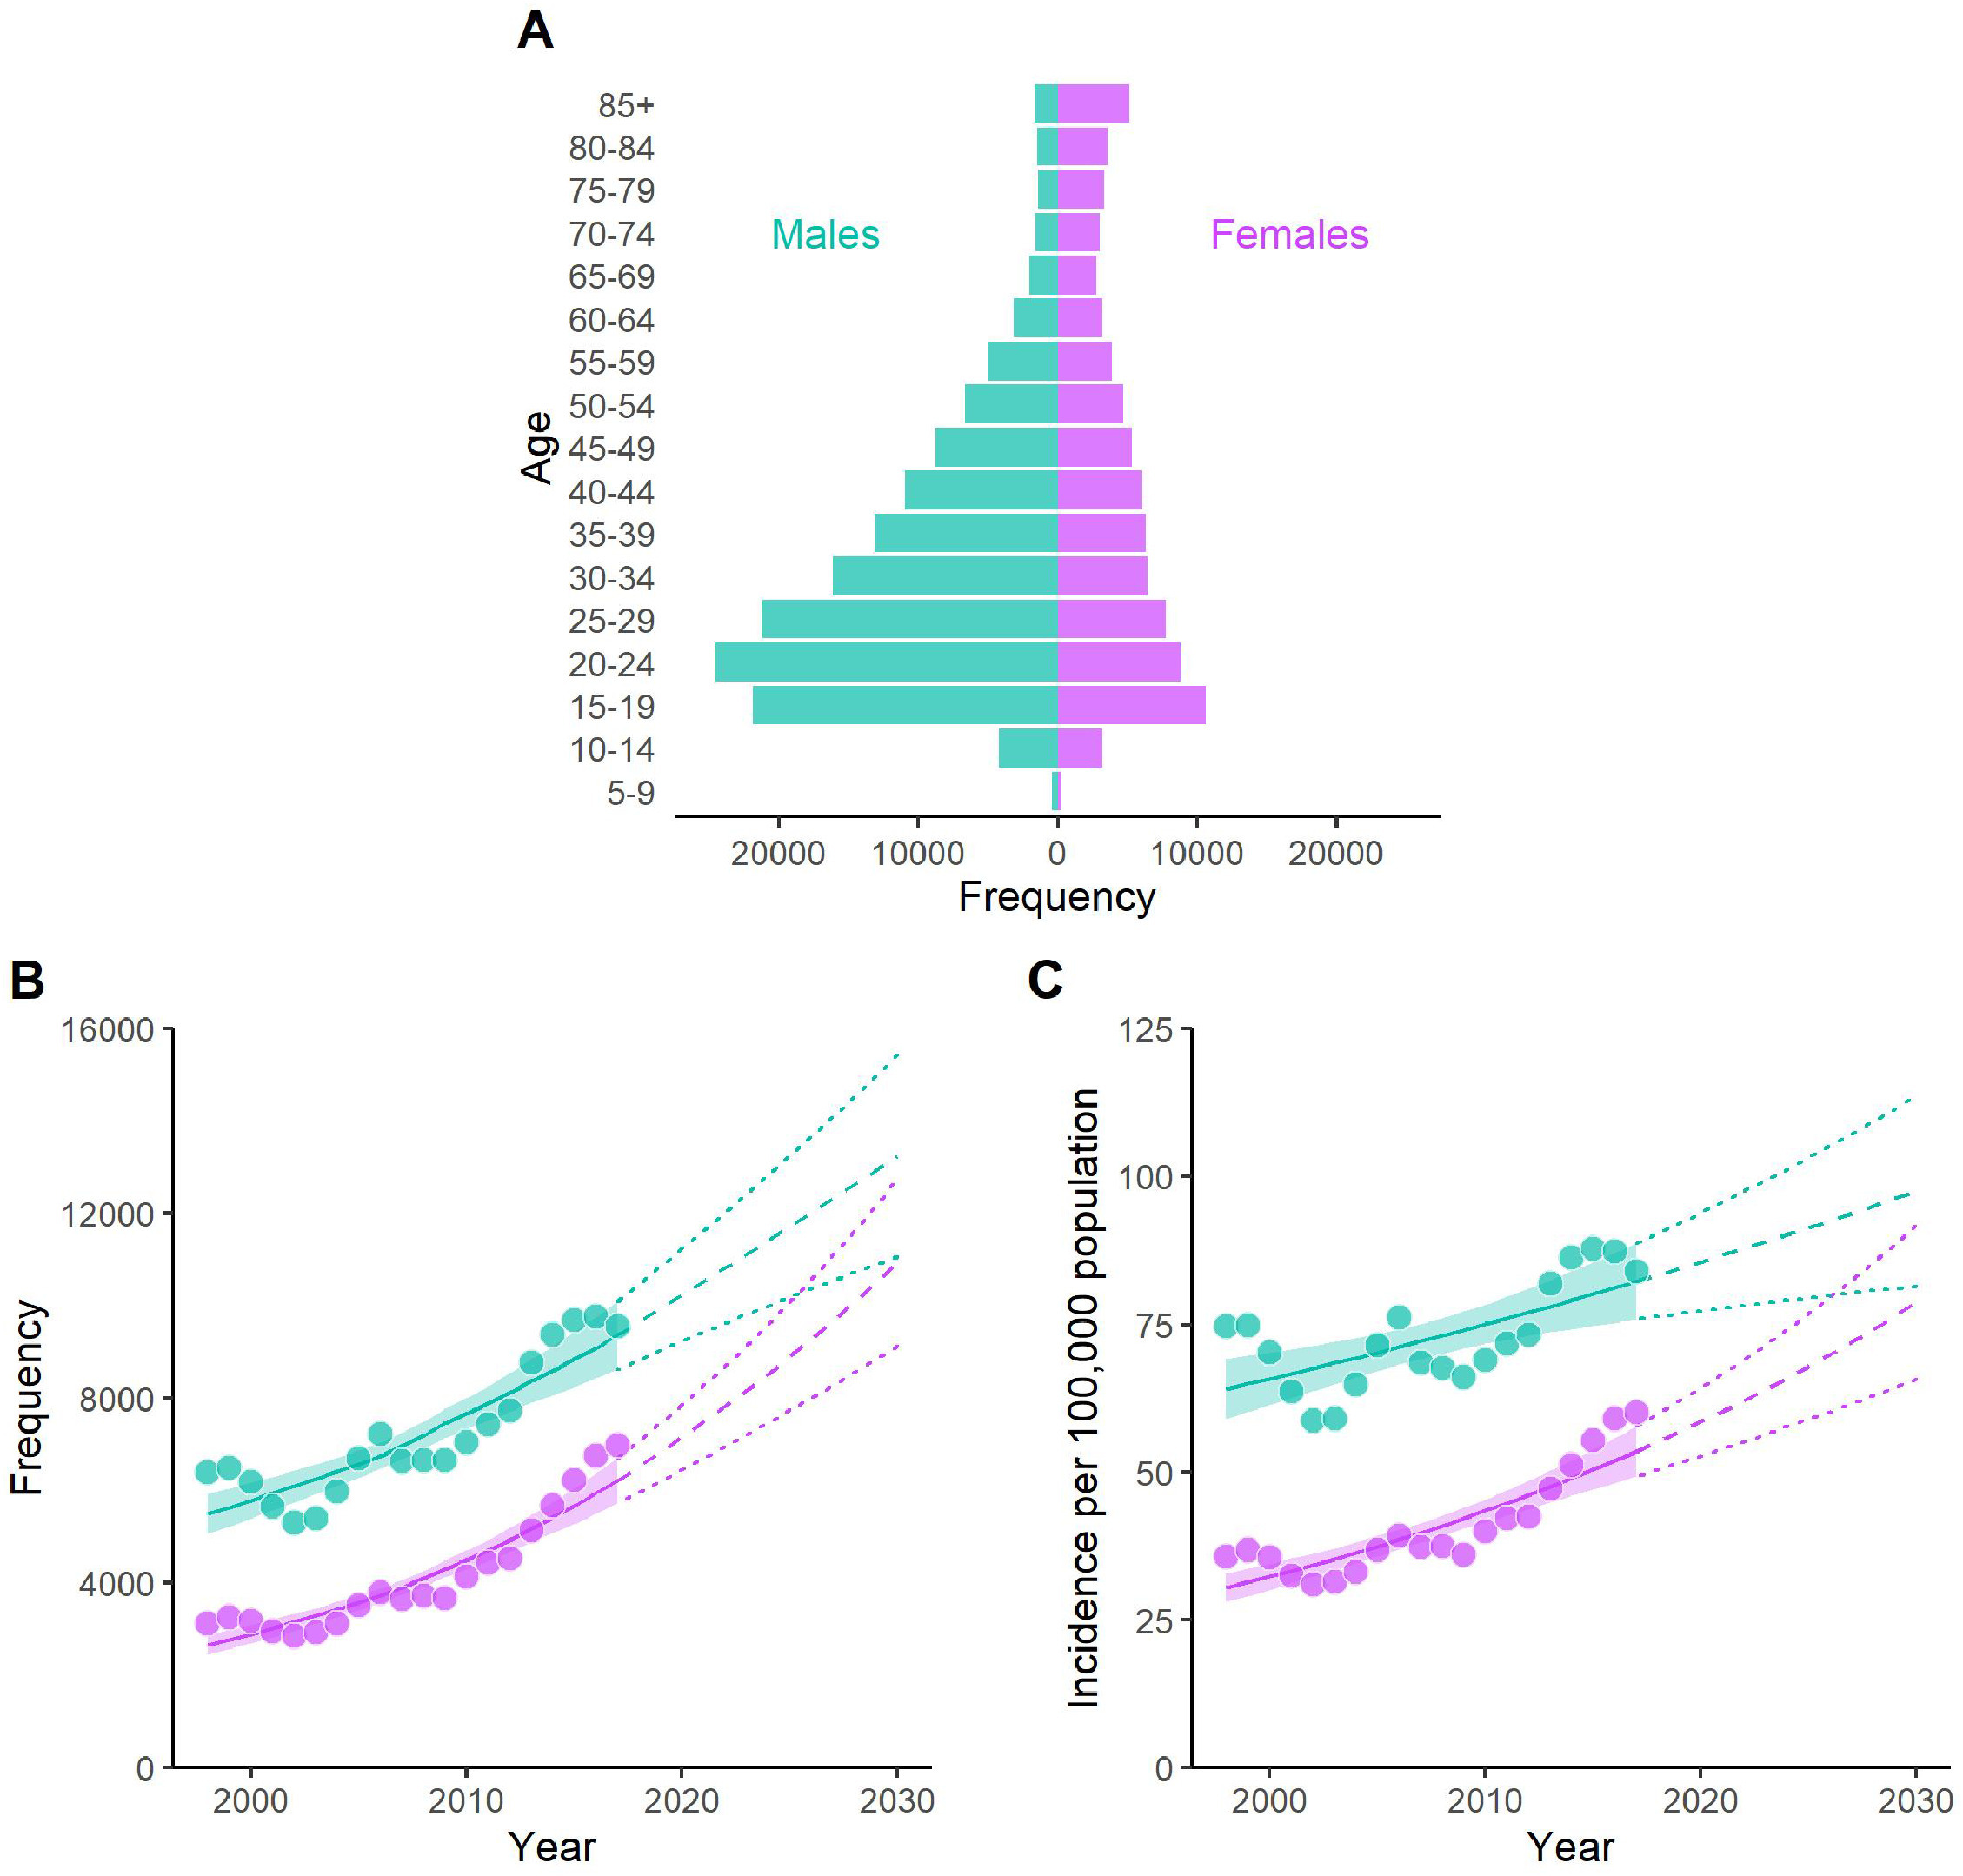 A
85+
80-84
75-79
70-74
65-69
60-64
55-59
50-54
45-49
40-44
35-39
30-34
25-29
20-24
15-19
10-14
5-9
Age
Males
Females
20000 10000 0 10000 20000
Frequency
B
16000
12000
8000
4000
0
Frequency
2000 2010 2020 2030
Year
C
125
100
75
50
25
0
Incidence per 100,000 population
2000 2010 2020 2030
Year